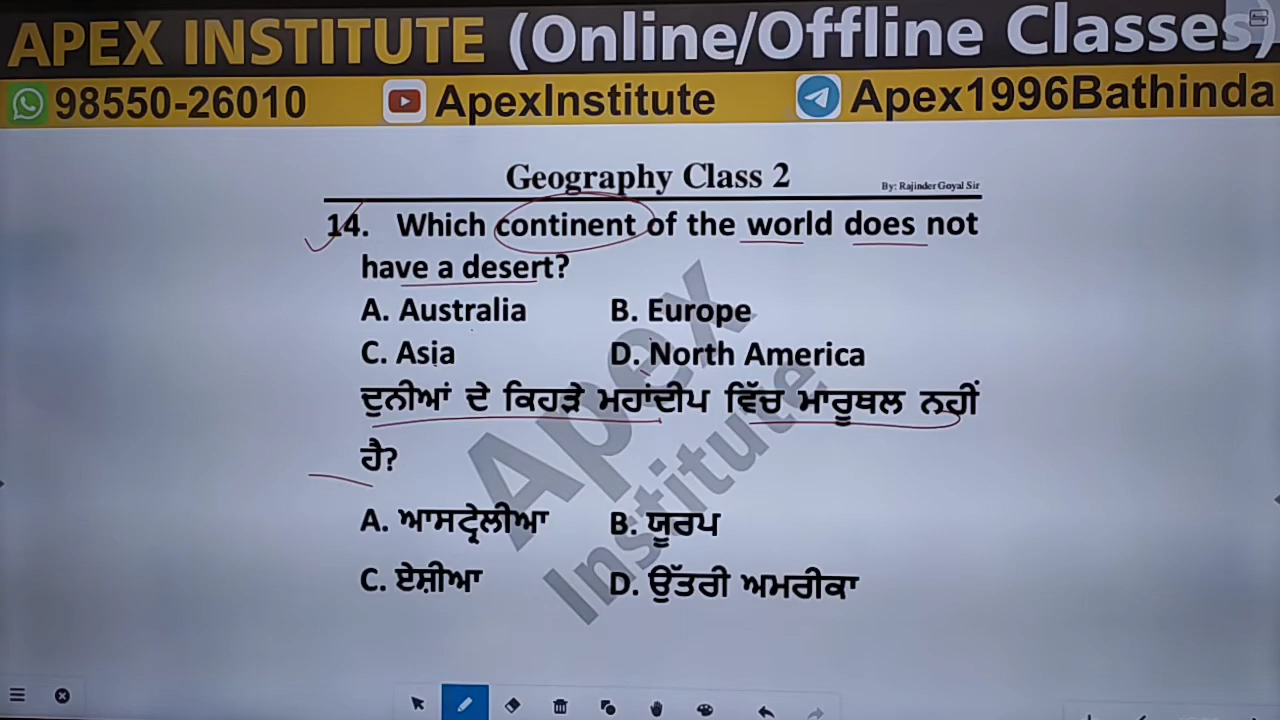 APEX INSTITUTE (Online/Offline Classes)
98550-26010 ApexInstitute Apex1996Bathinda
Geography Class 2
By: Rajinder Goyal Sir
14. Which continent of the world does not
have a desert?
A. Australia B. Europe
C. Asia D. North America
ਦੁਨੀਆਂ ਦੇ ਕਿਹੜੇ ਮਹਾਂਦੀਪ ਵਿੱਚ ਮਾਰੂਥਲ ਨਹੀਂ
ਹੈ?
A. ਆਸਟ੍ਰੇਲੀਆ B. ਯੂਰਪ
C. ਏਸ਼ੀਆ D. ਉੱਤਰੀ ਅਮਰੀਕਾ
Apex
Institute